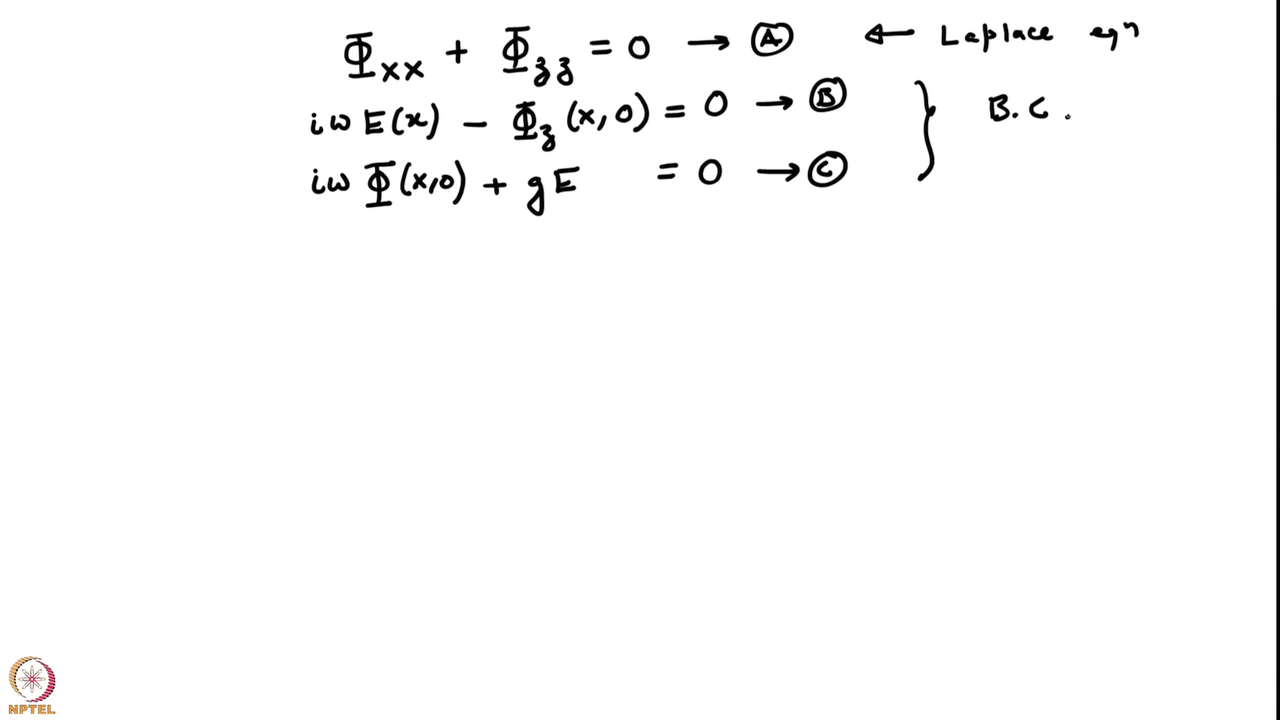 Φxx + Φzz = 0 → Ⓐ ← Laplace eqn
iω E(x) − Φz(x,0) = 0 → Ⓑ } B.C.
iω Φ(x,0) + gE = 0 → Ⓒ
NPTEL